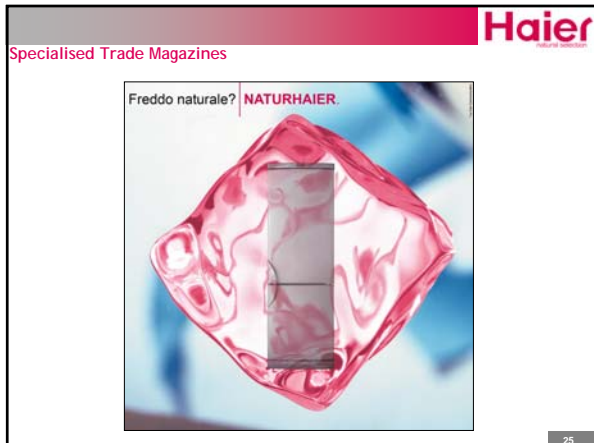 Haier
natural selection
Specialised Trade Magazines
Freddo naturale? NATURHAIER.
25